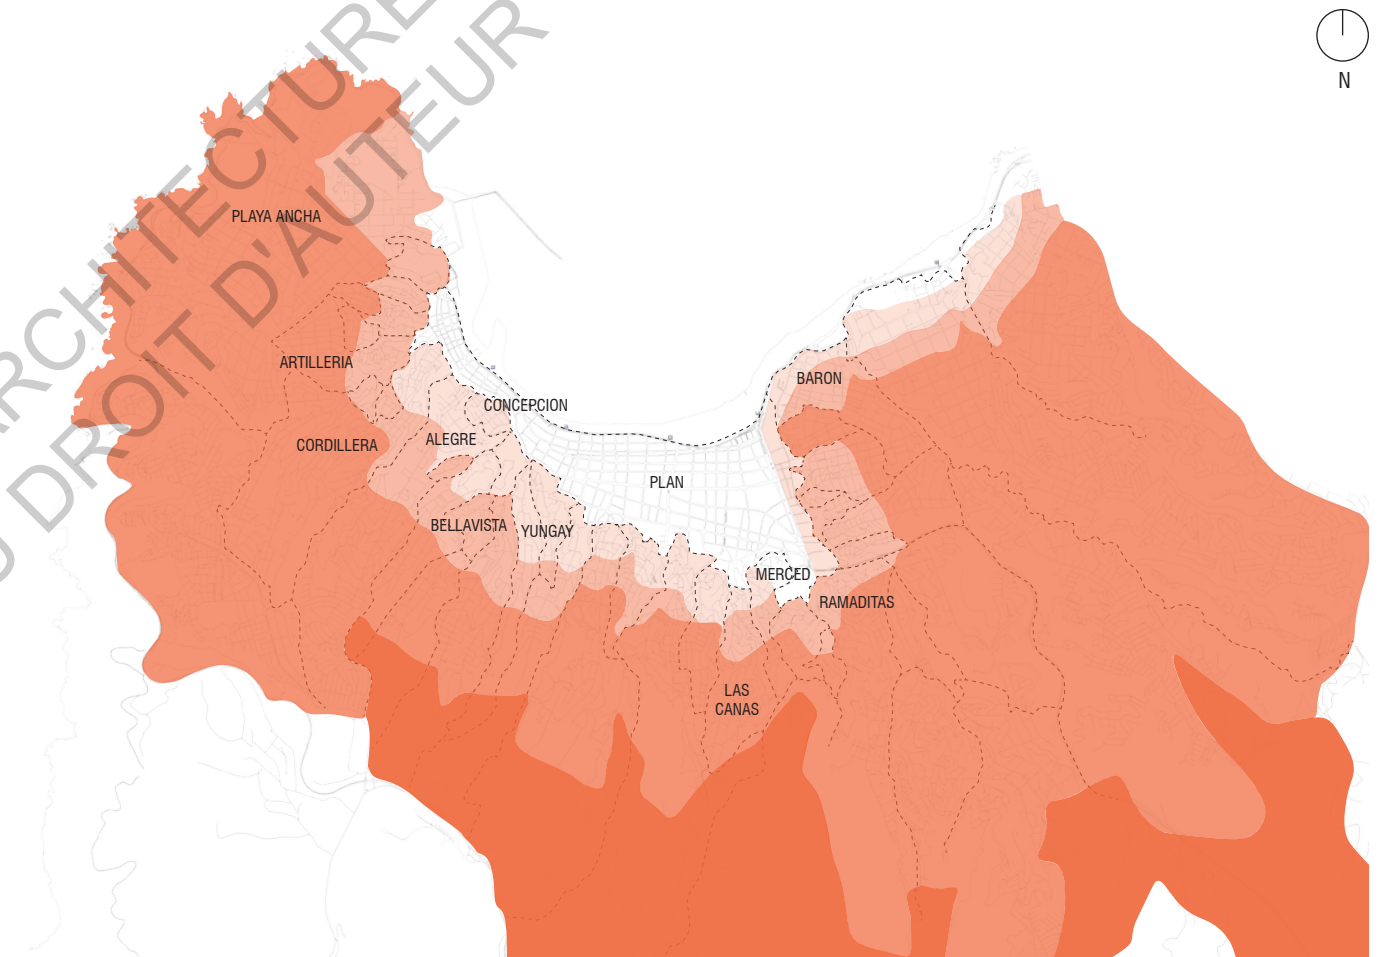 N
ARCHITECTURE
DROIT D'AUTEUR
PLAYA ANCHA
ARTILLERIA
BARON
CONCEPCION
CORDILLERA
ALEGRE
PLAN
BELLAVISTA
YUNGAY
MERCED
RAMADITAS
LAS
CANAS